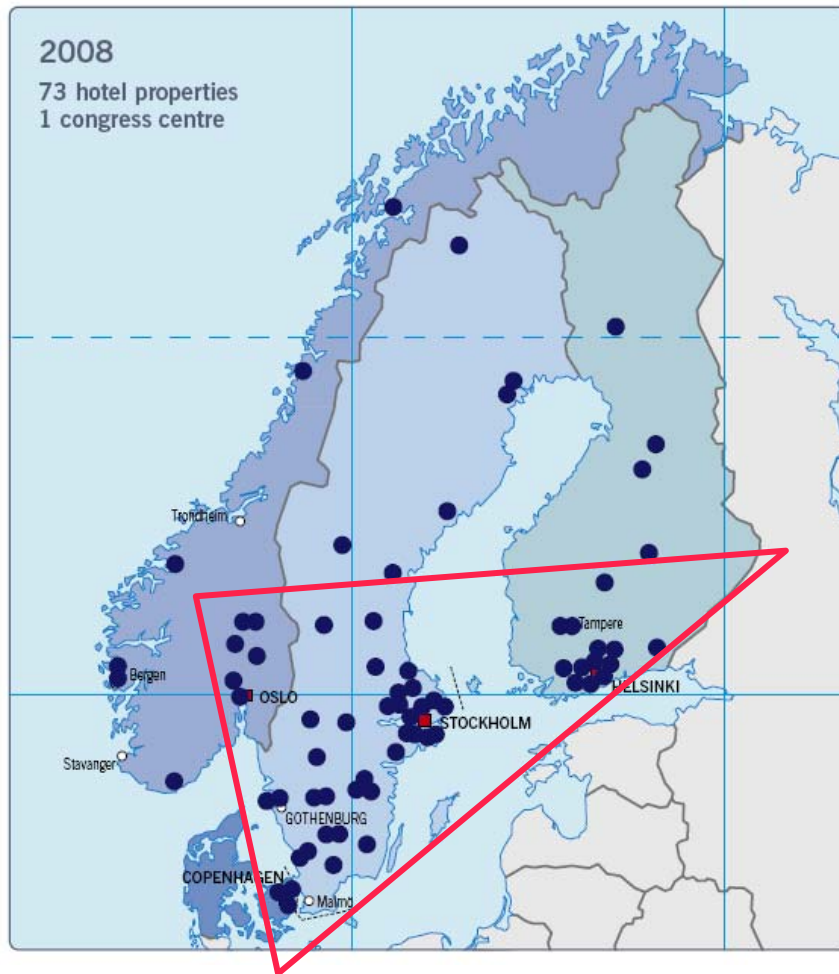 2008
73 hotel properties
1 congress centre
Trondheim
Tampere
Bergen
HELSINKI
OSLO
STOCKHOLM
Stavanger
GOTHENBURG
COPENHAGEN
Malmö